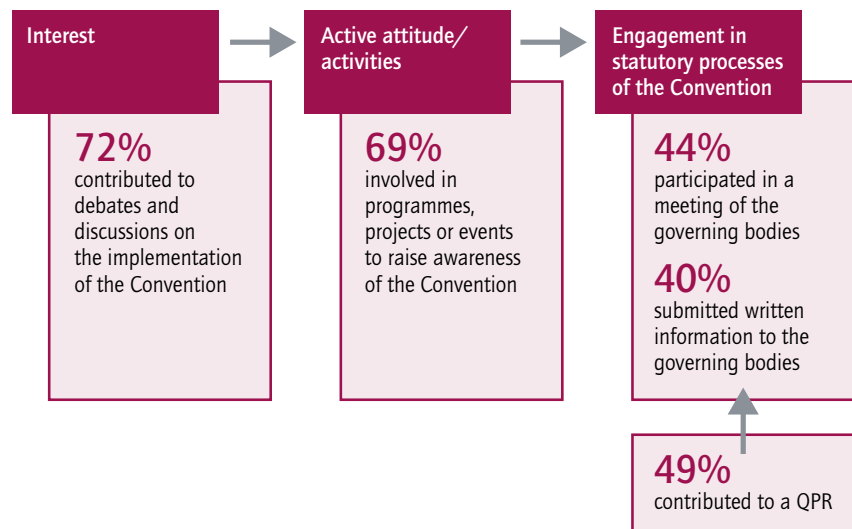 Interest
72%
contributed to
debates and
discussions on
the implementation
of the Convention
Active attitude/
activities
69%
involved in
programmes,
projects or events
to raise awareness
of the Convention
Engagement in
statutory processes
of the Convention
44%
participated in a
meeting of the
governing bodies
40%
submitted written
information to the
governing bodies
49%
contributed to a QPR